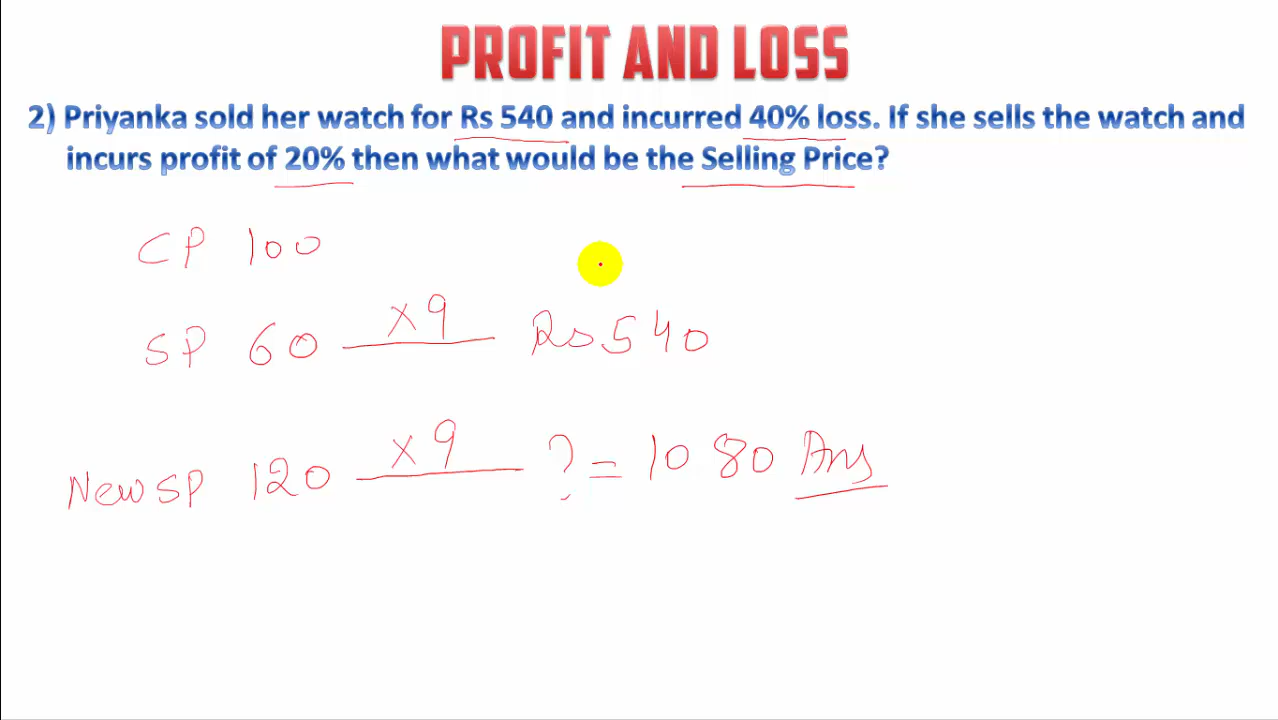 PROFIT AND LOSS
2) Priyanka sold her watch for Rs 540 and incurred 40% loss. If she sells the watch and
incurs profit of 20% then what would be the Selling Price?
CP 100
SP 60 x 9 Rs 540
New SP 120 x 9 ? = 1080 Ans